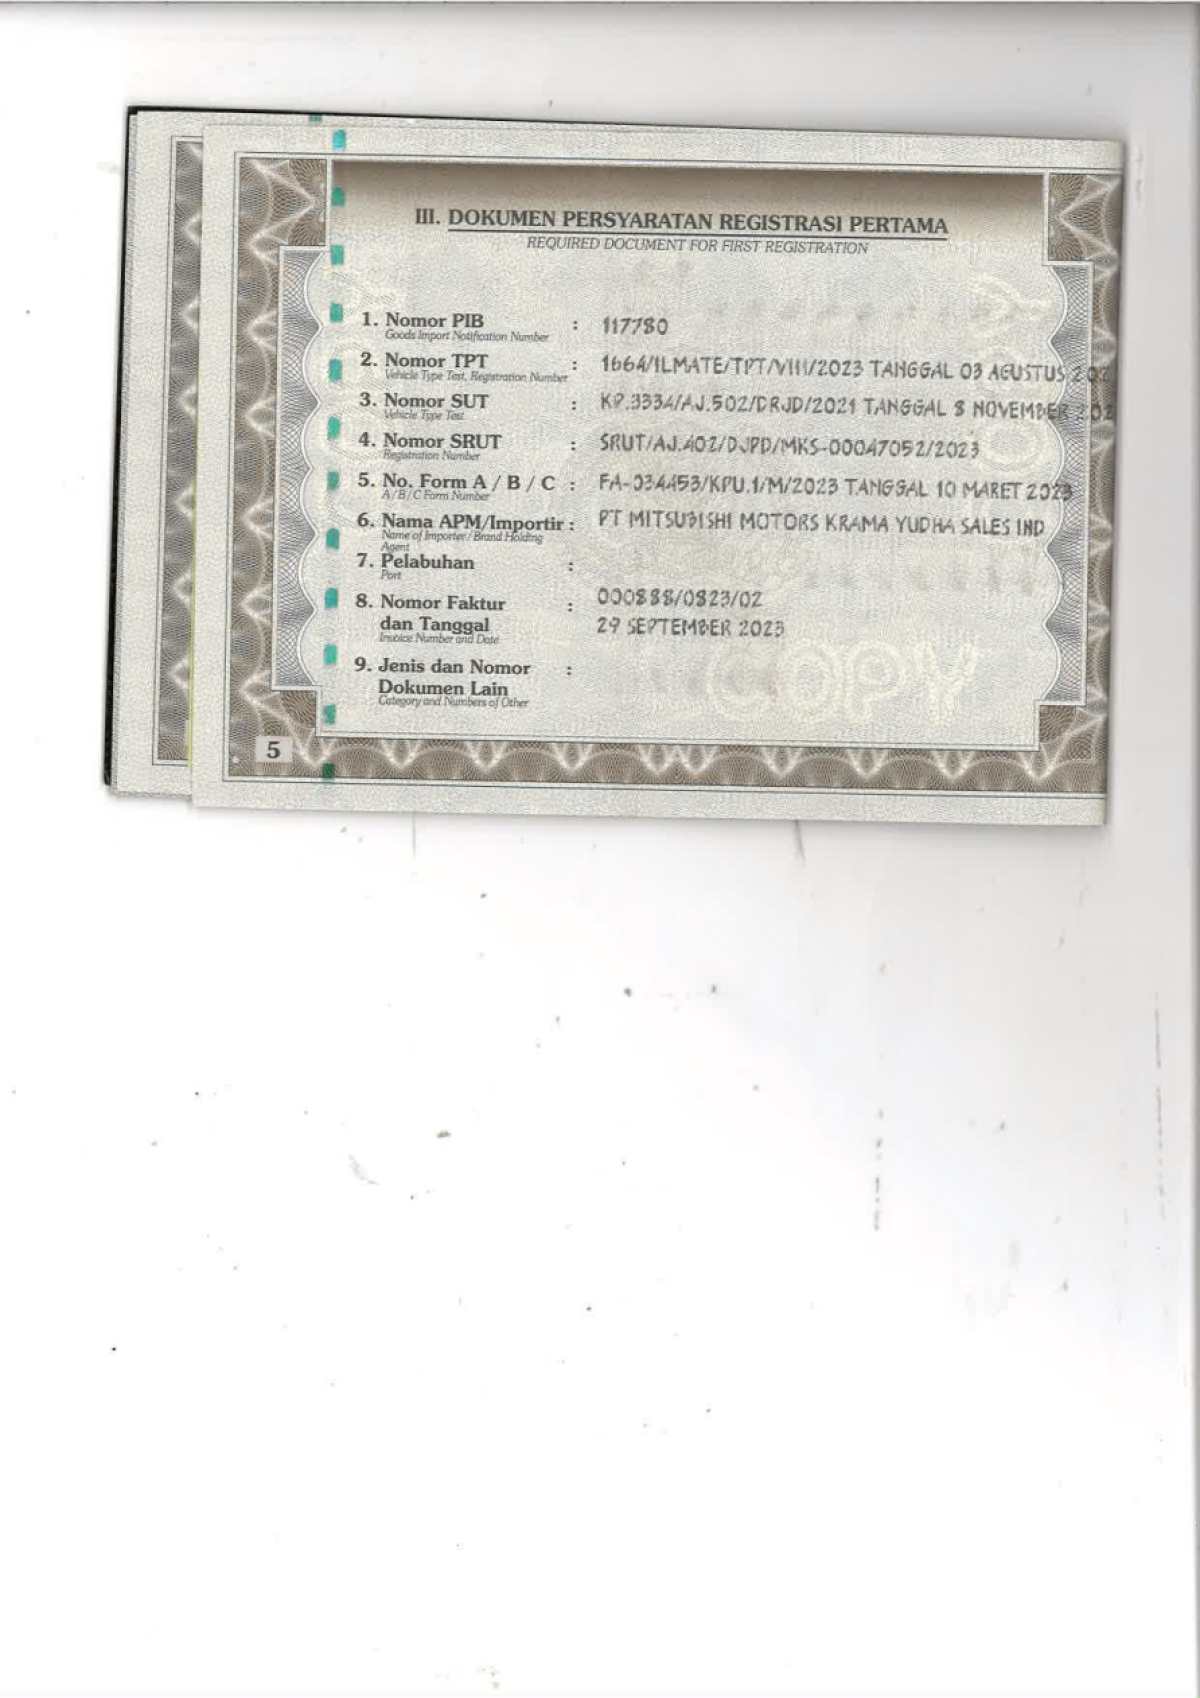 III. DOKUMEN PERSYARATAN REGISTRASI PERTAMA
REQUIRED DOCUMENT FOR FIRST REGISTRATION
1. Nomor PIB : 117780
Goods Import Notification Number
2. Nomor TPT : 1664/ILMATE/TPT/VIII/2023 TANGGAL 03 AGUSTUS 202
Vehicle Type Test, Registration Number
3. Nomor SUT : KP.3334/AJ.502/DRJD/2021 TANGGAL 8 NOVEMBER 202
Vehicle Type Test
4. Nomor SRUT : SRUT/AJ.402/DJPD/MKS-00047052/2023
Registration Number
5. No. Form A / B / C : FA-034453/KPU.1/M/2023 TANGGAL 10 MARET 2023
A / B / C Form Number
6. Nama APM/Importir : PT MITSUBISHI MOTORS KRAMA YUDHA SALES IND
Name of Importer / Brand Holding
Agent
7. Pelabuhan :
Port
8. Nomor Faktur : 000888/0823/02
dan Tanggal 29 SEPTEMBER 2023
Invoice Number and Date
9. Jenis dan Nomor :
Dokumen Lain
Category and Numbers of Other
COPY
5